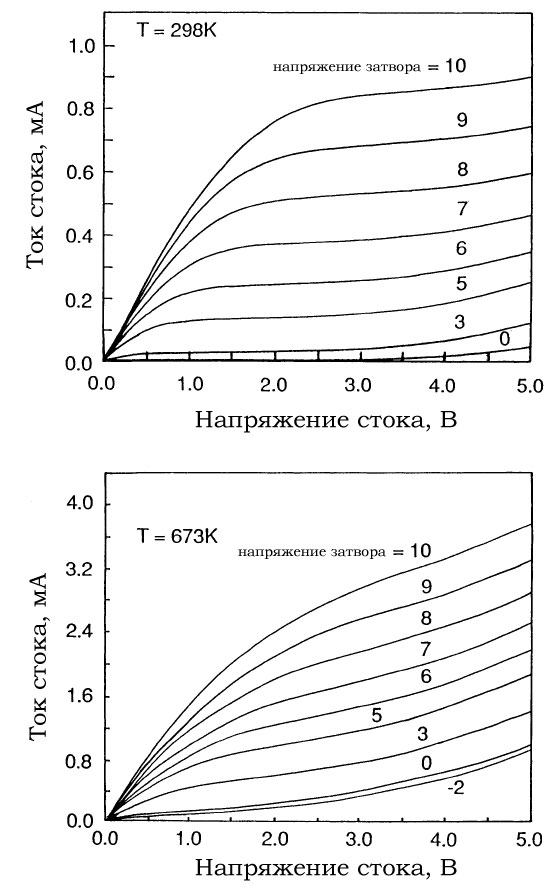 T = 298K
напряжение затвора = 10
1.0
0.8
0.6
0.4
0.2
0.0
9
8
7
6
5
3
0
Ток стока, мА
0.0 1.0 2.0 3.0 4.0 5.0
Напряжение стока, В
T = 673K
напряжение затвора = 10
4.0
3.2
2.4
1.6
0.8
0.0
9
8
7
6
5
3
0
-2
Ток стока, мА
0.0 1.0 2.0 3.0 4.0 5.0
Напряжение стока, В